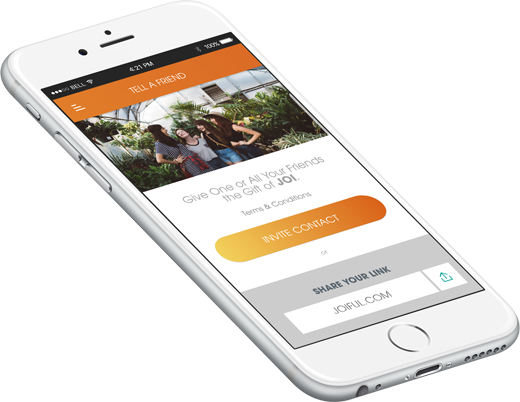 BELL 4:21 PM 100%
TELL A FRIEND
Give One or All Your Friends
the Gift of JOI!
Terms & Conditions
INVITE CONTACT
or
SHARE YOUR LINK
JOIFUL.COM